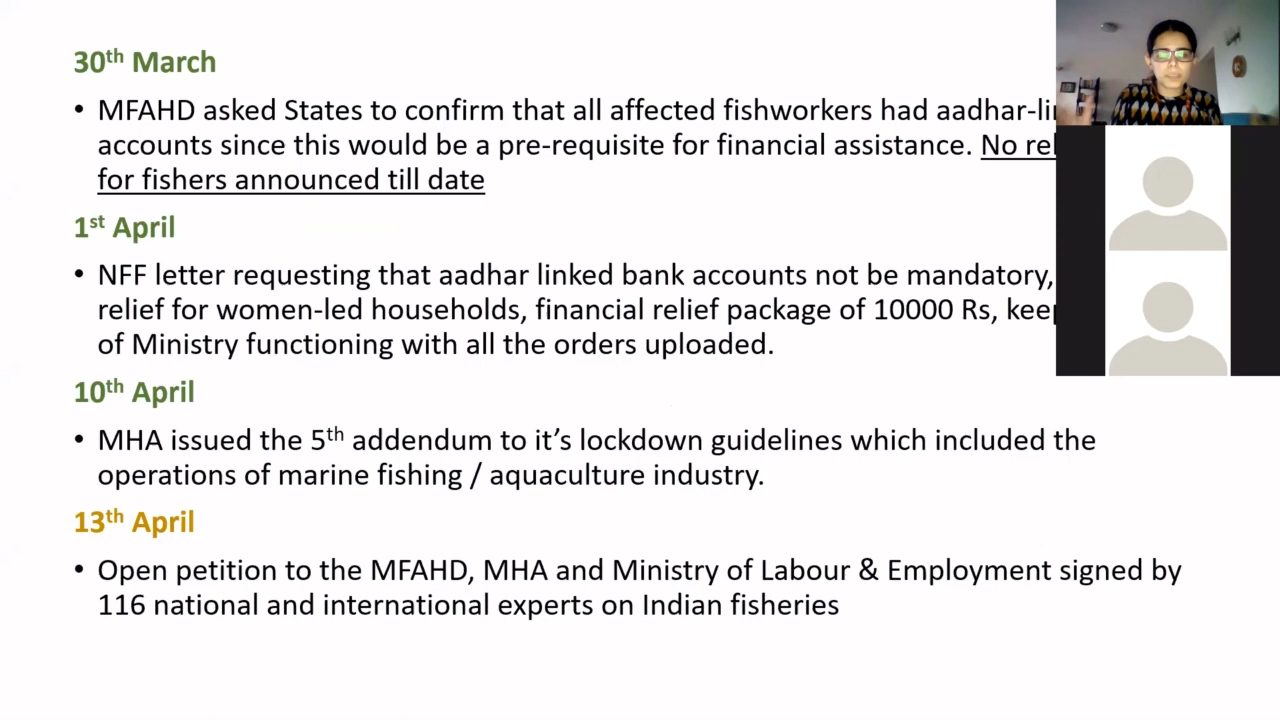 30th March
• MFAHD asked States to confirm that all affected fishworkers had
accounts since this would be a pre-requisite for financial assistance. No
for fishers announced till date
1st April
• NFF letter requesting that aadhar linked bank accounts not be mandatory,
relief for women-led households, financial relief package of 10000 Rs,
of Ministry functioning with all the orders uploaded.
10th April
• MHA issued the 5th addendum to it's lockdown guidelines which included the
operations of marine fishing / aquaculture industry.
13th April
• Open petition to the MFAHD, MHA and Ministry of Labour & Employment signed by
116 national and international experts on Indian fisheries